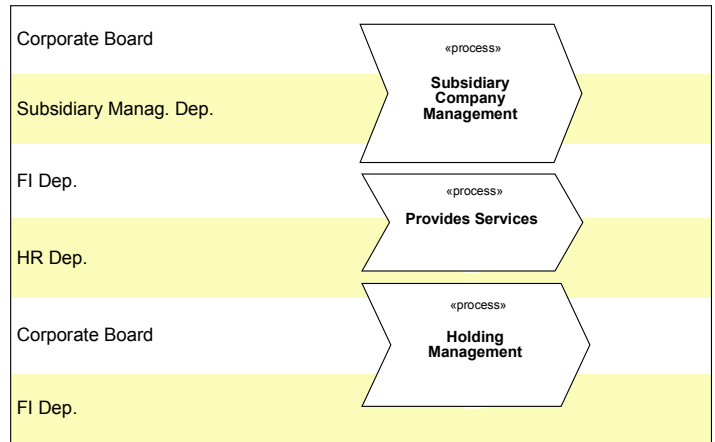 Corporate Board
«process»
Subsidiary
Company
Management
Subsidiary Manag. Dep.
FI Dep.
«process»
Provides Services
HR Dep.
«process»
Corporate Board
Holding
Management
FI Dep.